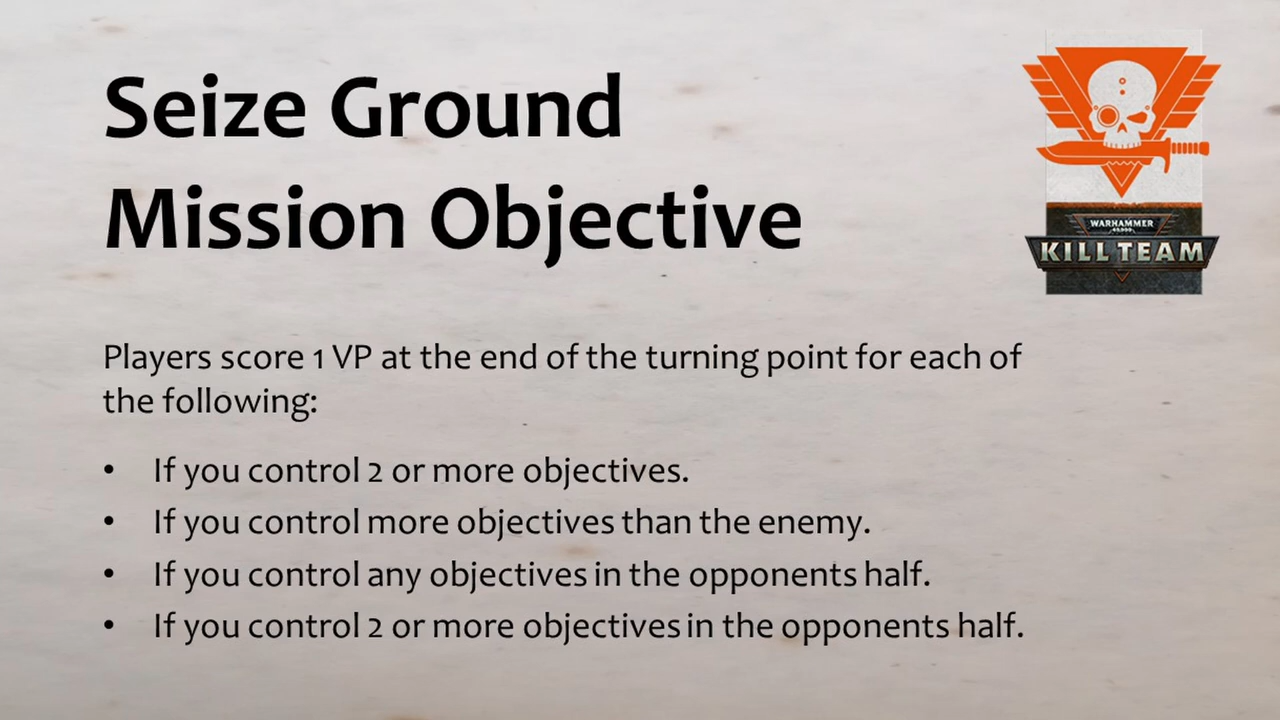 Seize Ground
Mission Objective
WARHAMMER
40,000
KILL TEAM
Players score 1 VP at the end of the turning point for each of
the following:
• If you control 2 or more objectives.
• If you control more objectives than the enemy.
• If you control any objectives in the opponents half.
• If you control 2 or more objectives in the opponents half.